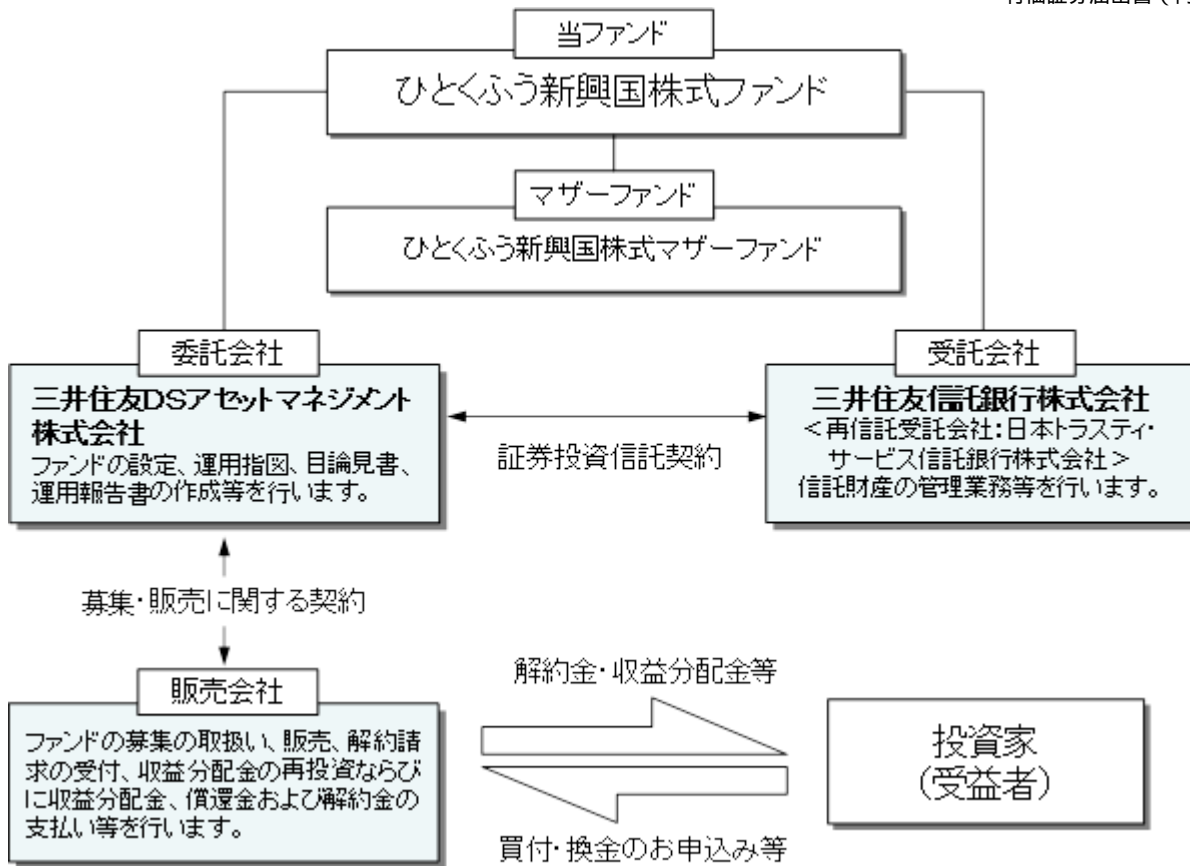 当ファンド
ひとくふう新興国株式ファンド
マザーファンド
ひとくふう新興国株式マザーファンド
委託会社
三井住友DSアセットマネジメント
株式会社
ファンドの設定、運用指図、目論見書、
運用報告書の作成等を行います。
証券投資信託契約
受託会社
三井住友信託銀行株式会社
<再信託受託会社:日本トラスティ・
サービス信託銀行株式会社>
信託財産の管理業務等を行います。
募集・販売に関する契約
販売会社
ファンドの募集の取扱い、販売、解約請
求の受付、収益分配金の再投資ならび
に収益分配金、償還金および解約金の
支払い等を行います。
解約金・収益分配金等
買付・換金のお申込み等
投資家
(受益者)